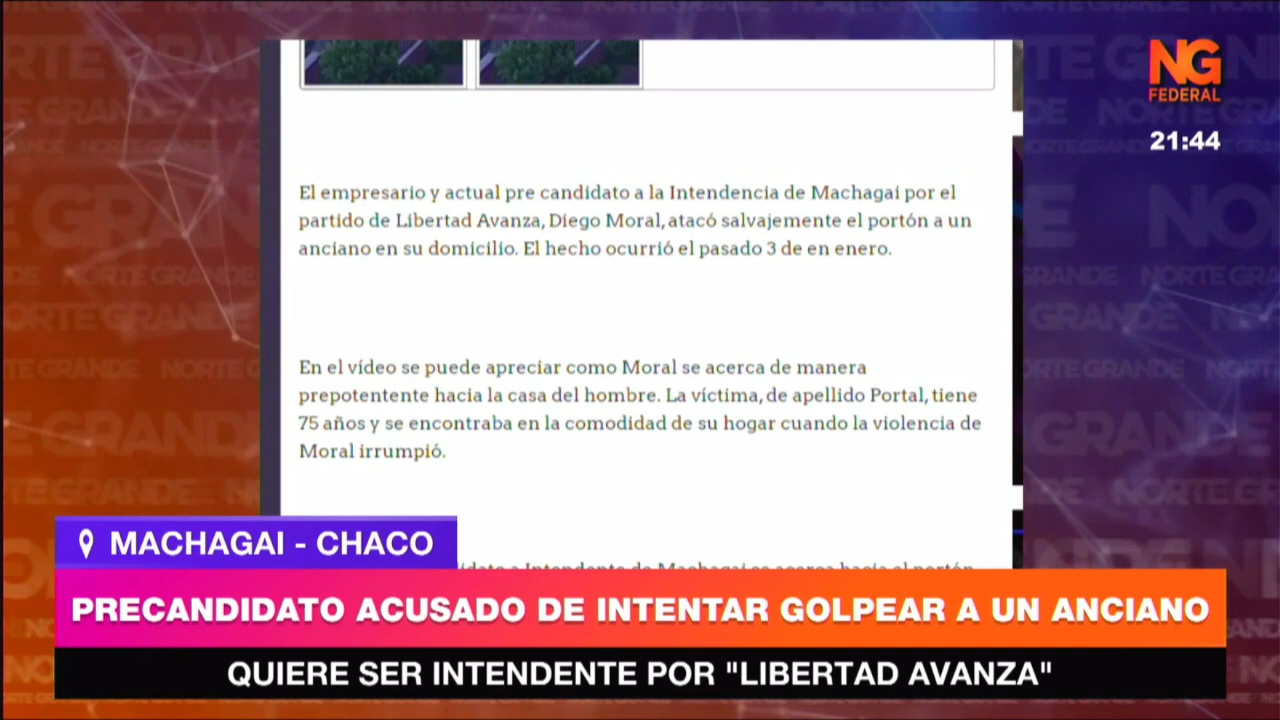 NG
FEDERAL
21:44
El empresario y actual pre candidato a la Intendencia de Machagai por el
partido de Libertad Avanza, Diego Moral, atacó salvajemente el portón a un
anciano en su domicilio. El hecho ocurrió el pasado 3 de en enero.
En el vídeo se puede apreciar como Moral se acerca de manera
prepotentente hacia la casa del hombre. La víctima, de apellido Portal, tiene
75 años y se encontraba en la comodidad de su hogar cuando la violencia de
Moral irrumpió.
MACHAGAI - CHACO
PRECANDIDATO ACUSADO DE INTENTAR GOLPEAR A UN ANCIANO
QUIERE SER INTENDENTE POR "LIBERTAD AVANZA"